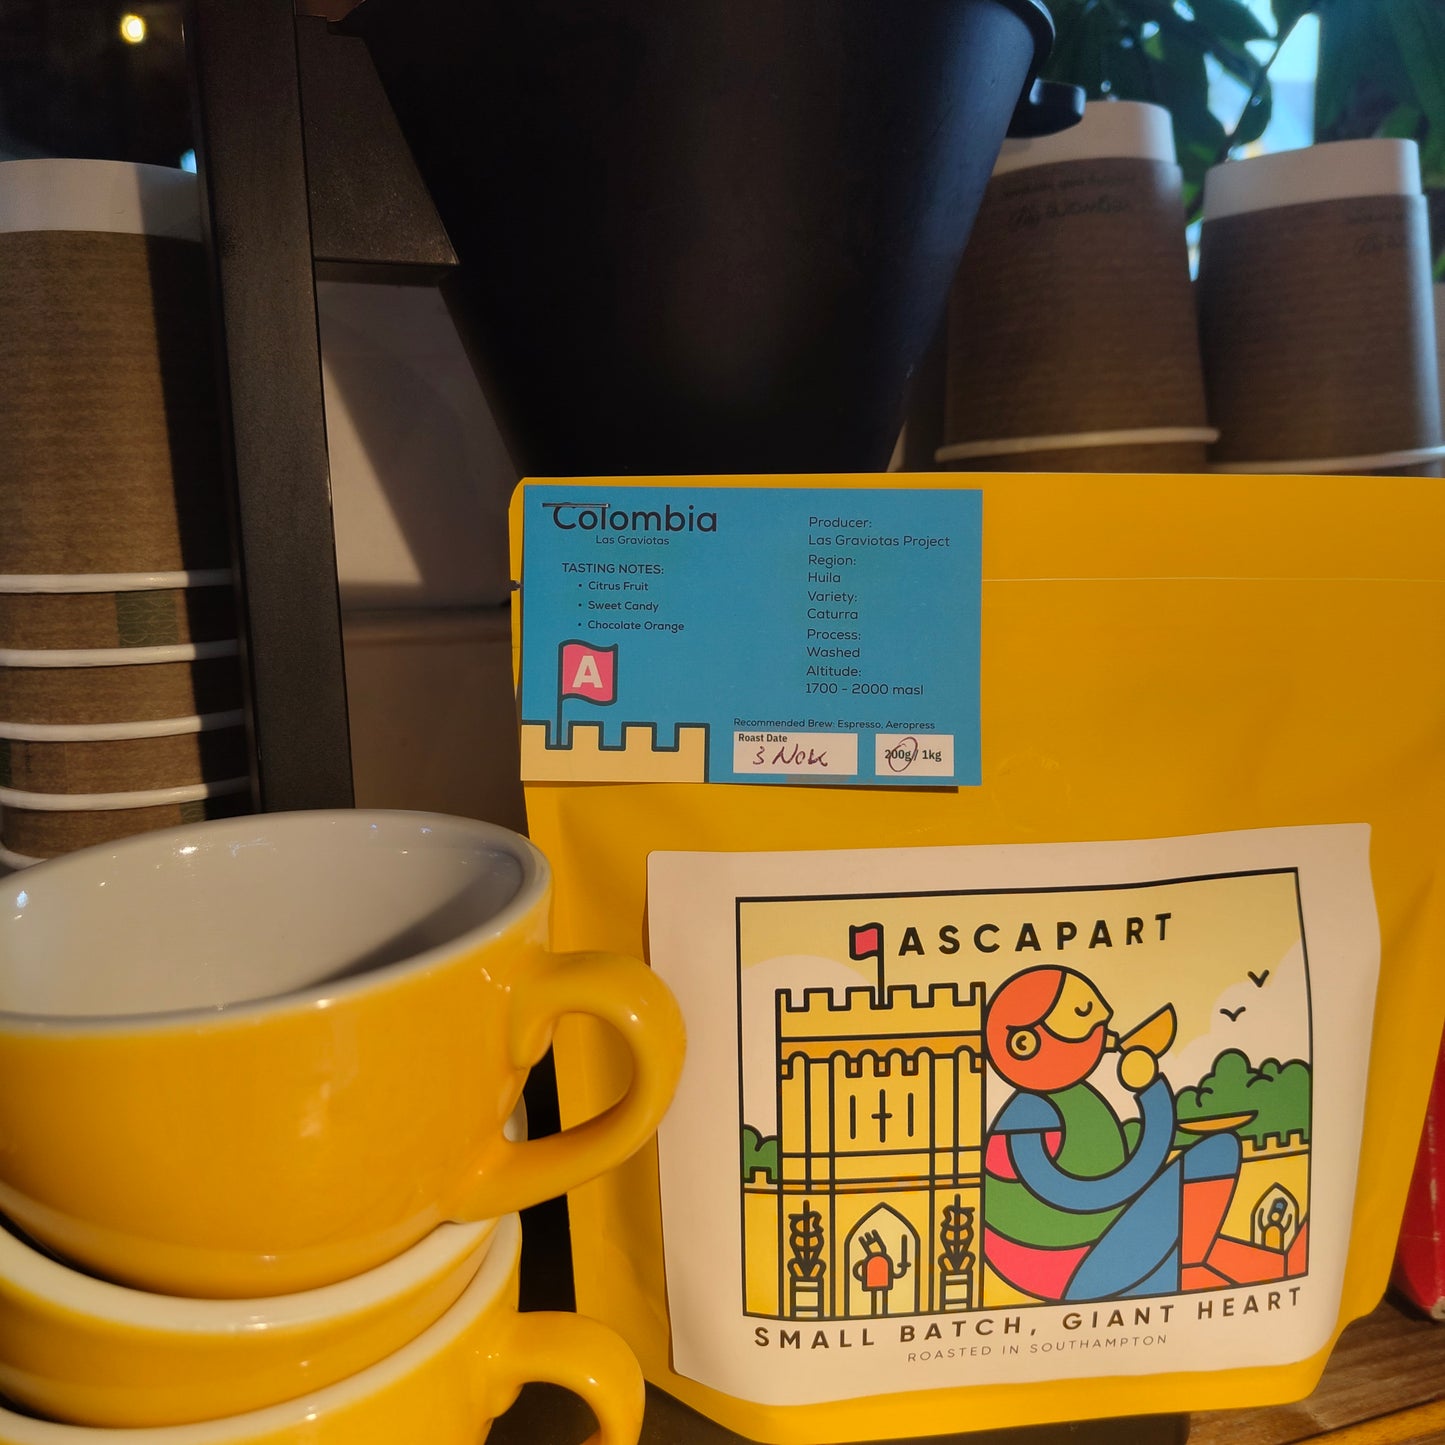 Colombia
Las Graviotas
TASTING NOTES:
• Citrus Fruit
• Sweet Candy
• Chocolate Orange
A
Producer:
Las Graviotas Project
Region:
Huila
Variety:
Caturra
Process:
Washed
Altitude:
1700 - 2000 masl
Recommended Brew: Espresso, Aeropress
Roast Date
3 Nov
200g / 1kg
ASCAPART
SMALL BATCH, GIANT HEART
ROASTED IN SOUTHAMPTON